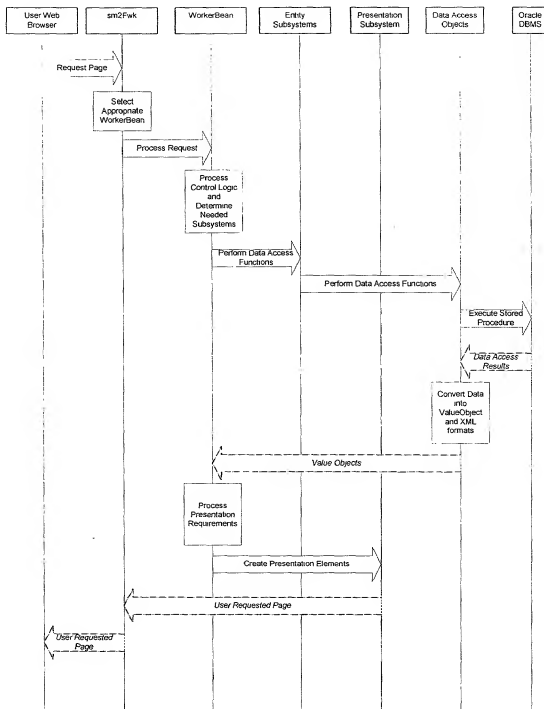 User Web
Browser
sm2Fwk
WorkerBean
Entity
Subsystems
Presentation
Subsystem
Data Access
Objects
Oracle
DBMS
Request Page
Select
Appropriate
WorkerBean
Process Request
Process
Control Logic
and
Determine
Needed
Subsystems
Perform Data Access
Functions
Perform Data Access Functions
Execute Stored
Procedure
Data Access
Results
Convert Data
into
ValueObject
and XML
formats
Value Objects
Process
Presentation
Requirements
Create Presentation Elements
User Requested Page
User Requested
Page